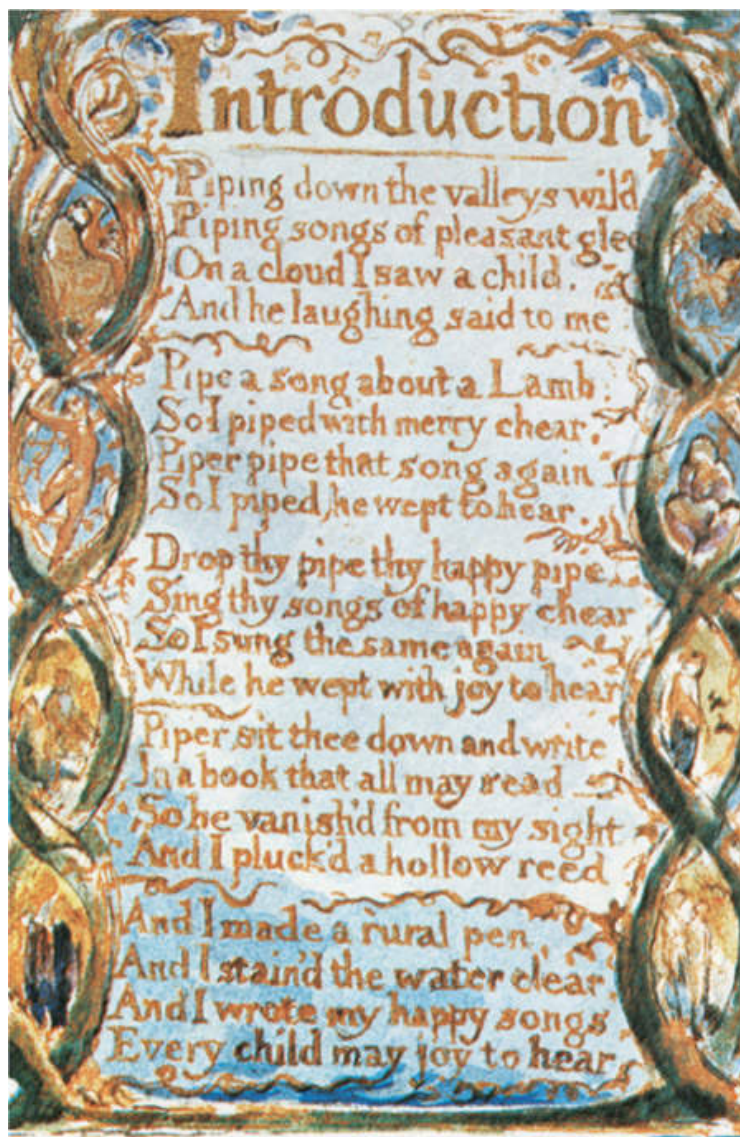 Introduction
Piping down the valleys wild
Piping songs of pleasant glee
On a cloud I saw a child.
And he laughing said to me
Pipe a song about a Lamb:
So I piped with merry chear.
Piper pipe that song again
So I piped, he wept to hear.
Drop thy pipe thy happy pipe
Sing thy songs of happy chear
So I sung the same again
While he wept with joy to hear
Piper sit thee down and write
In a book that all may read
So he vanish'd from my sight
And I pluck'd a hollow reed
And I made a rural pen,
And I stain'd the water clear,
And I wrote my happy songs
Every child may joy to hear